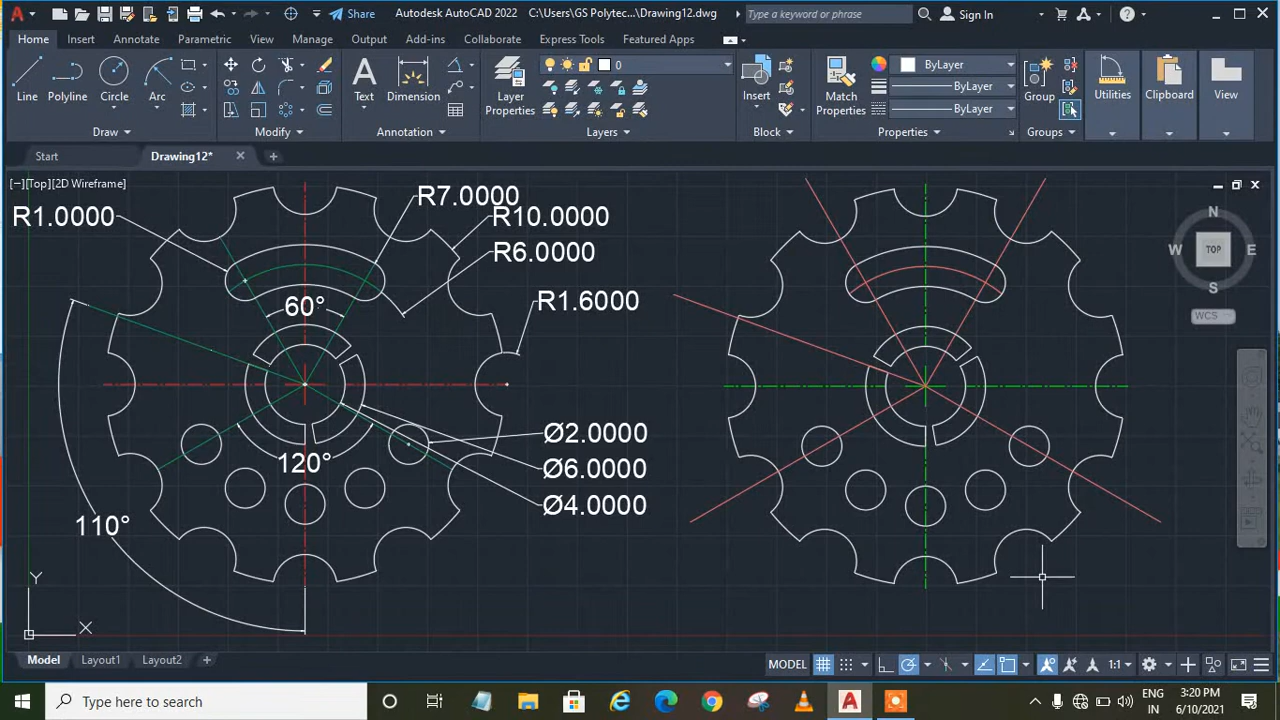 Share
Autodesk AutoCAD 2022
C:\Users\GS Polytec...\Drawing12.dwg
Type a keyword or phrase
Sign In
Home
Insert
Annotate
Parametric
View
Manage
Output
Add-ins
Collaborate
Express Tools
Featured Apps
Line
Polyline
Circle
Arc
Draw
Modify
Text
Dimension
Annotation
Layer
Properties
0
Layers
Insert
Block
Match
Properties
ByLayer
ByLayer
ByLayer
Properties
Group
Groups
Utilities
Clipboard
View
Start
Drawing12*
[−][Top][2D Wireframe]
R1.0000
R7.0000
R10.0000
R6.0000
60°
R1.6000
Ø2.0000
120°
Ø6.0000
Ø4.0000
110°
N
W
TOP
E
S
WCS
Y
X
Model
Layout1
Layout2
MODEL
1:1
Type here to search
ENG
IN
3:20 PM
6/10/2021